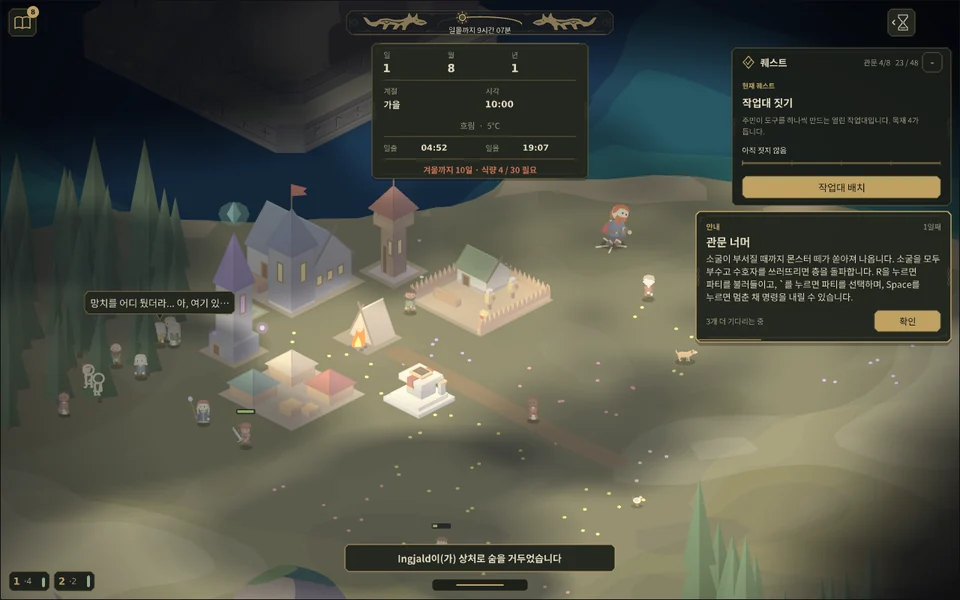 8
일몰까지 9시간 07분
일 월 년
1 8 1
계절 시각
가을 10:00
흐림 · 5°C
일출 04:52 일몰 19:07
겨울까지 10일 · 식량 4 / 30 필요
퀘스트 관문 4/8 23 / 48 -
현재 퀘스트
작업대 짓기
주민이 도구를 하나씩 만드는 열린 작업대입니다. 목재 4가
듭니다.
아직 짓지 않음
작업대 배치
안내 1일째
관문 너머
소굴이 부서질 때까지 몬스터 떼가 쏟아져 나옵니다. 소굴을 모두
부수고 수호자를 쓰러뜨리면 층을 돌파합니다. R을 누르면
파티를 불러들이고, `를 누르면 파티를 선택하며, Space를
누르면 멈춘 채 명령을 내릴 수 있습니다.
3개 더 기다리는 중
확인
망치를 어디 뒀더라... 아, 여기 있…
Ingjald이(가) 상처로 숨을 거두었습니다
1 ·4 2 ·2